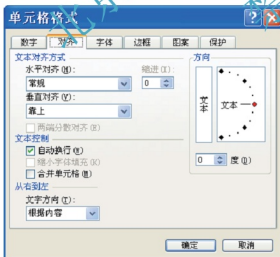 单元格格式
数字 对齐 字体 边框 图案 保护
文本对齐方式
水平对齐(H): 缩进(I):
常规 0
垂直对齐(V):
靠上
两端分散对齐(E)
文本控制
自动换行(W)
缩小字体填充(K)
合并单元格(M)
从右到左
文字方向(T):
根据内容
方向
文本 文本
0 度(D)
确定 取消